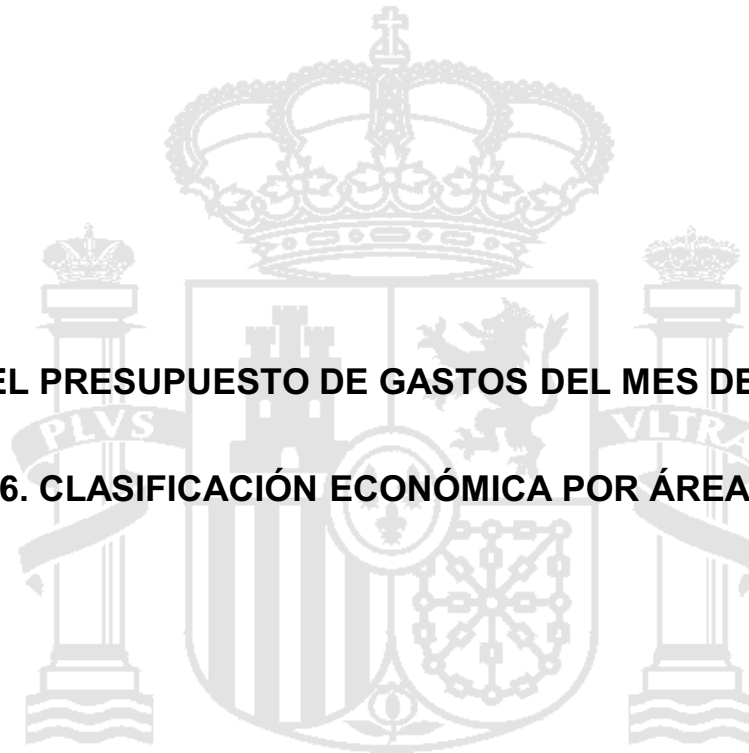 EL PRESUPUESTO DE GASTOS DEL MES DE
PLVS VLTRA
6. CLASIFICACIÓN ECONÓMICA POR ÁREA